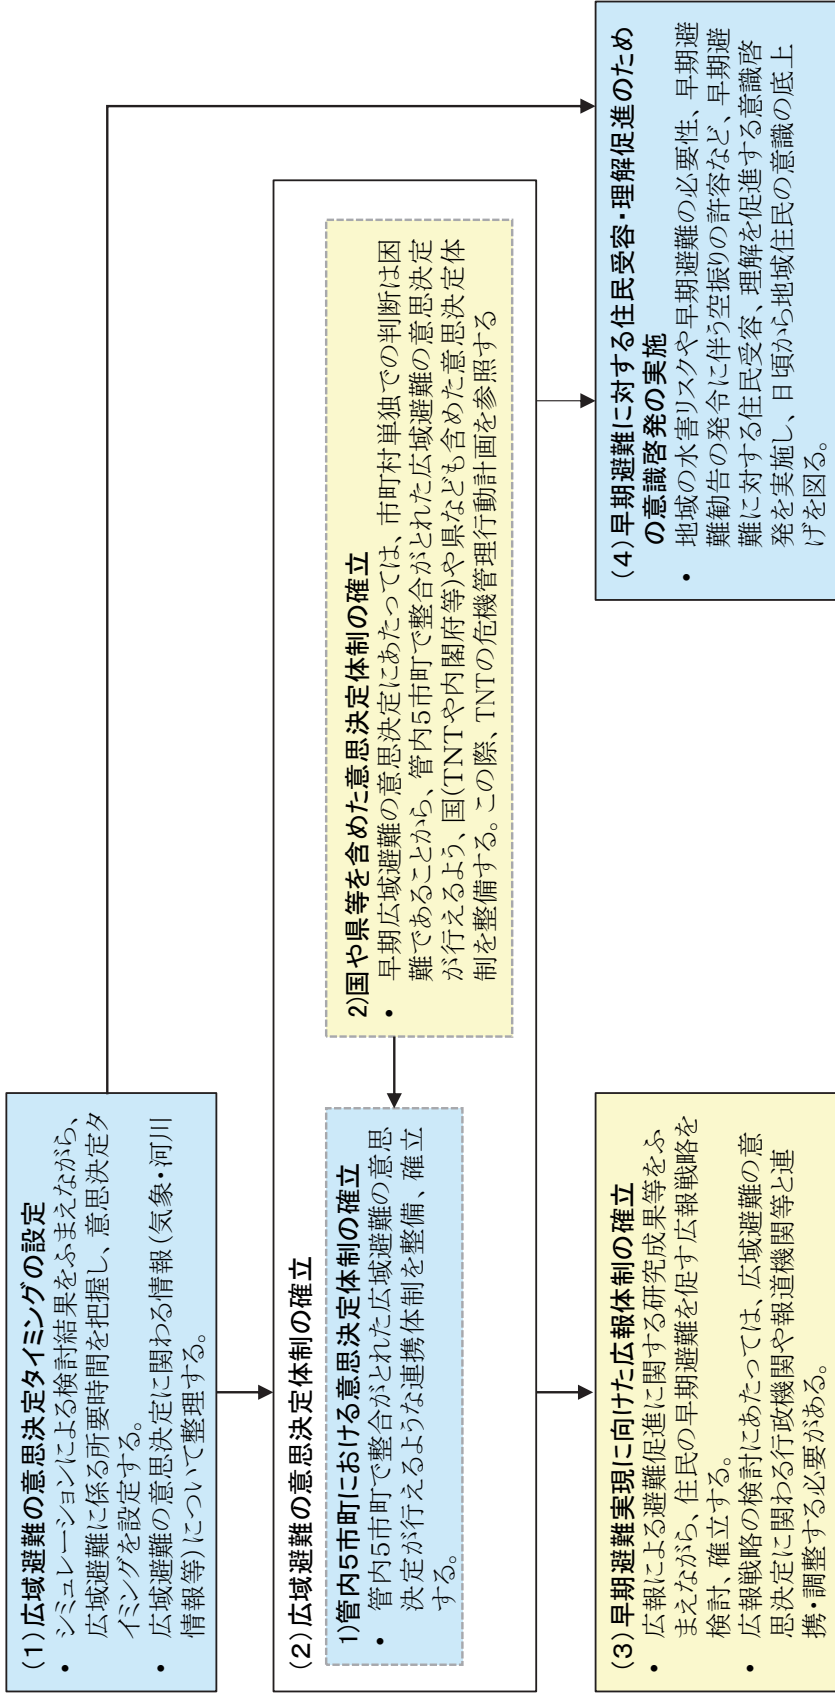 (1)広域避難の意思決定タイミングの設定
• シミュレーションによる検討結果をふまえながら、
広域避難に係る所要時間を把握し、意思決定タ
イミングを設定する。
• 広域避難の意思決定に関わる情報(気象・河川
情報等)について整理する。
(2)広域避難の意思決定体制の確立
1)管内5市町における意思決定体制の確立
• 管内5市町で整合がとれた広域避難の意思
決定が行えるような連携体制を整備、確立
する。
2)国や県等を含めた意思決定体制の確立
• 早期広域避難の意思決定にあたっては、市町村単独での判断は困
難であることから、管内5市町で整合がとれた広域避難の意思決定
が行えるよう、国(TNTや内閣府等)や県なども含めた意思決定体
制を整備する。この際、TNTの危機管理行動計画を参照する
(3)早期避難実現に向けた広報体制の確立
• 広報による避難促進に関する研究成果等をふ
まえながら、住民の早期避難を促す広報戦略を
検討、確立する。
• 広報戦略の検討にあたっては、広域避難の意
思決定に関わる行政機関や報道機関等と連
携・調整する必要がある。
(4)早期避難に対する住民受容・理解促進のため
の意識啓発の実施
• 地域の水害リスクや早期避難の必要性、早期避
難勧告の発令に伴う空振りの許容など、早期避
難に対する住民受容、理解を促進する意識啓
発を実施し、日頃から地域住民の意識の底上
げを図る。